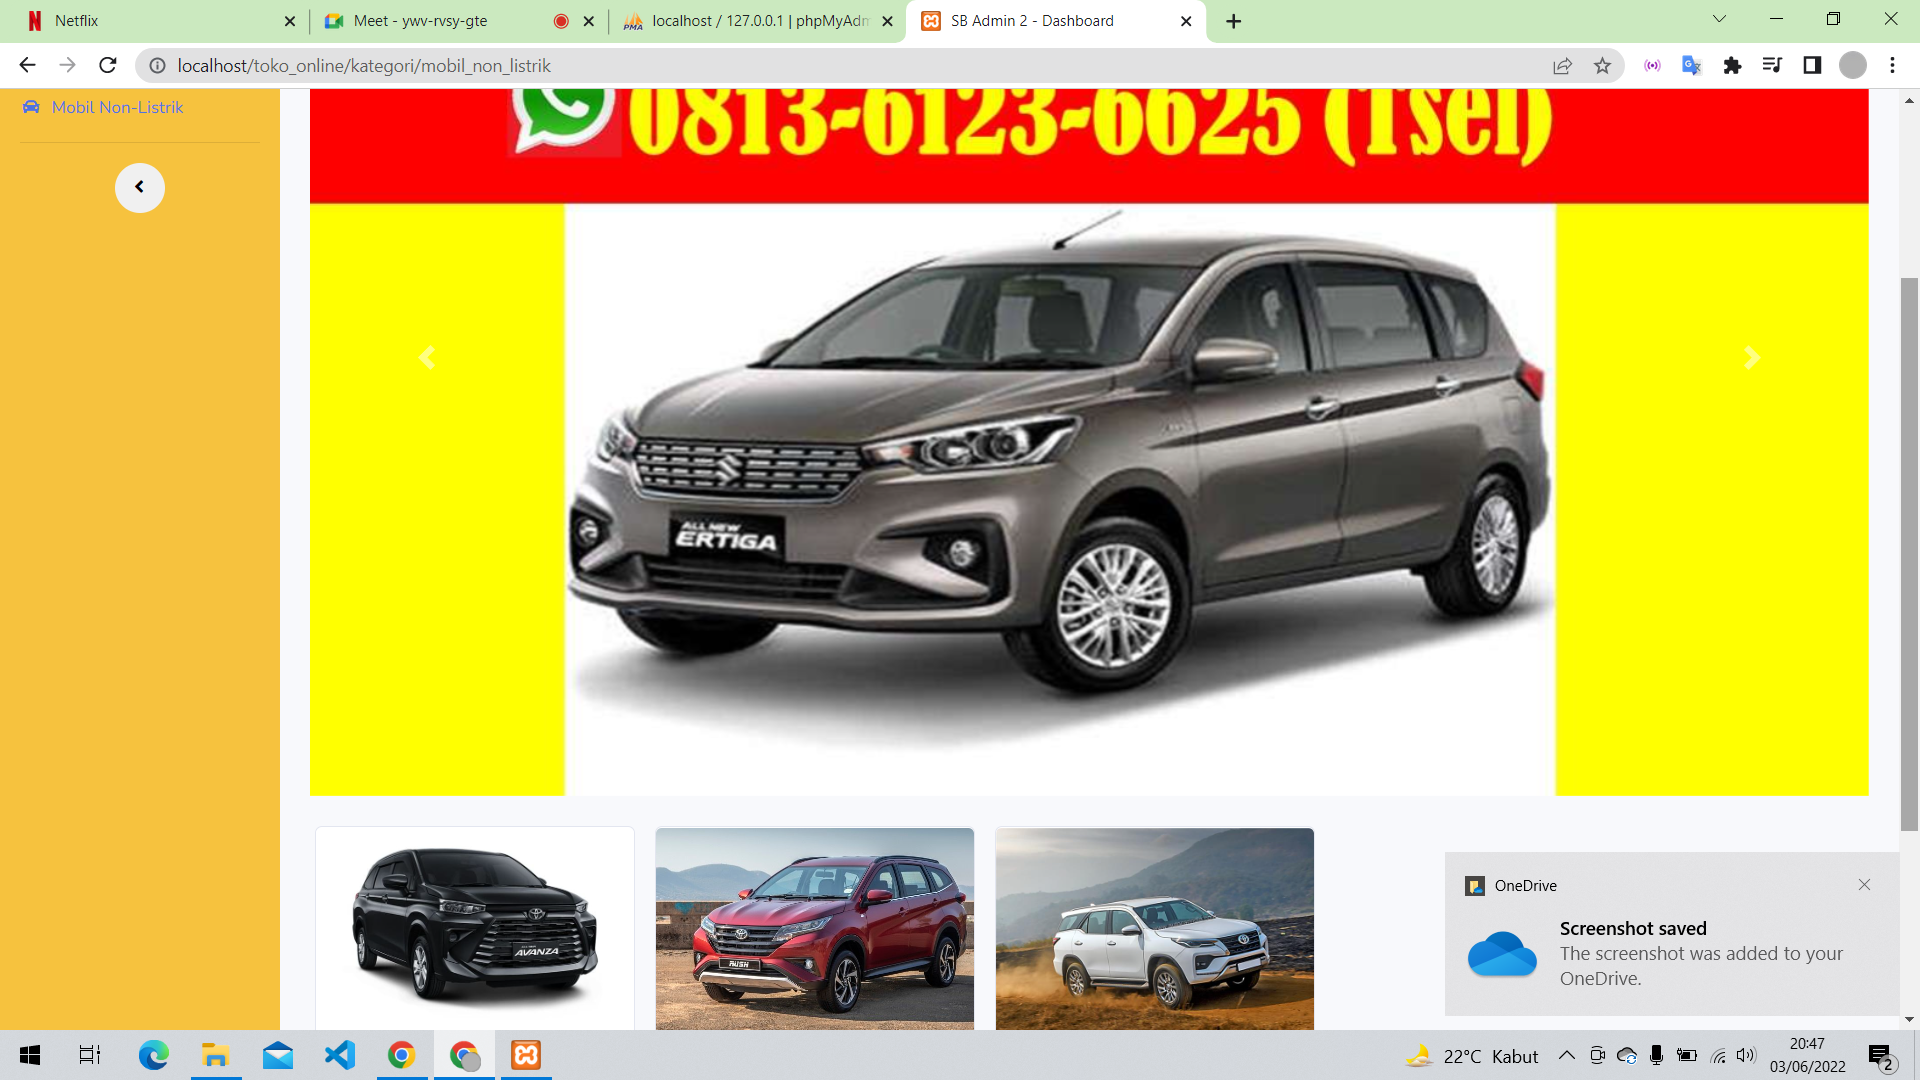 Netflix
Meet - ywv-rvsy-gte
localhost / 127.0.0.1 | phpMyAdm
SB Admin 2 - Dashboard
localhost/toko_online/kategori/mobil_non_listrik
Mobil Non-Listrik
0813-6123-6625 (Tsel)
ALL NEW
ERTIGA
ALL NEW
AVANZA
RUSH
OneDrive
Screenshot saved
The screenshot was added to your
OneDrive.
22°C Kabut
20:47
03/06/2022
2